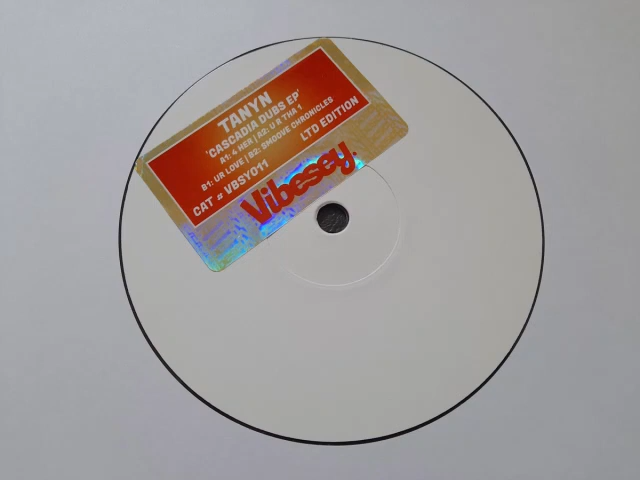 TANYN
'CASCADIA DUBS EP'
A1: 4 HER | A2: U R THA 1
B1: UR LOVE | B2: SMOOVE CHRONICLES
CAT # VBSY011 LTD EDITION
Vibesey.